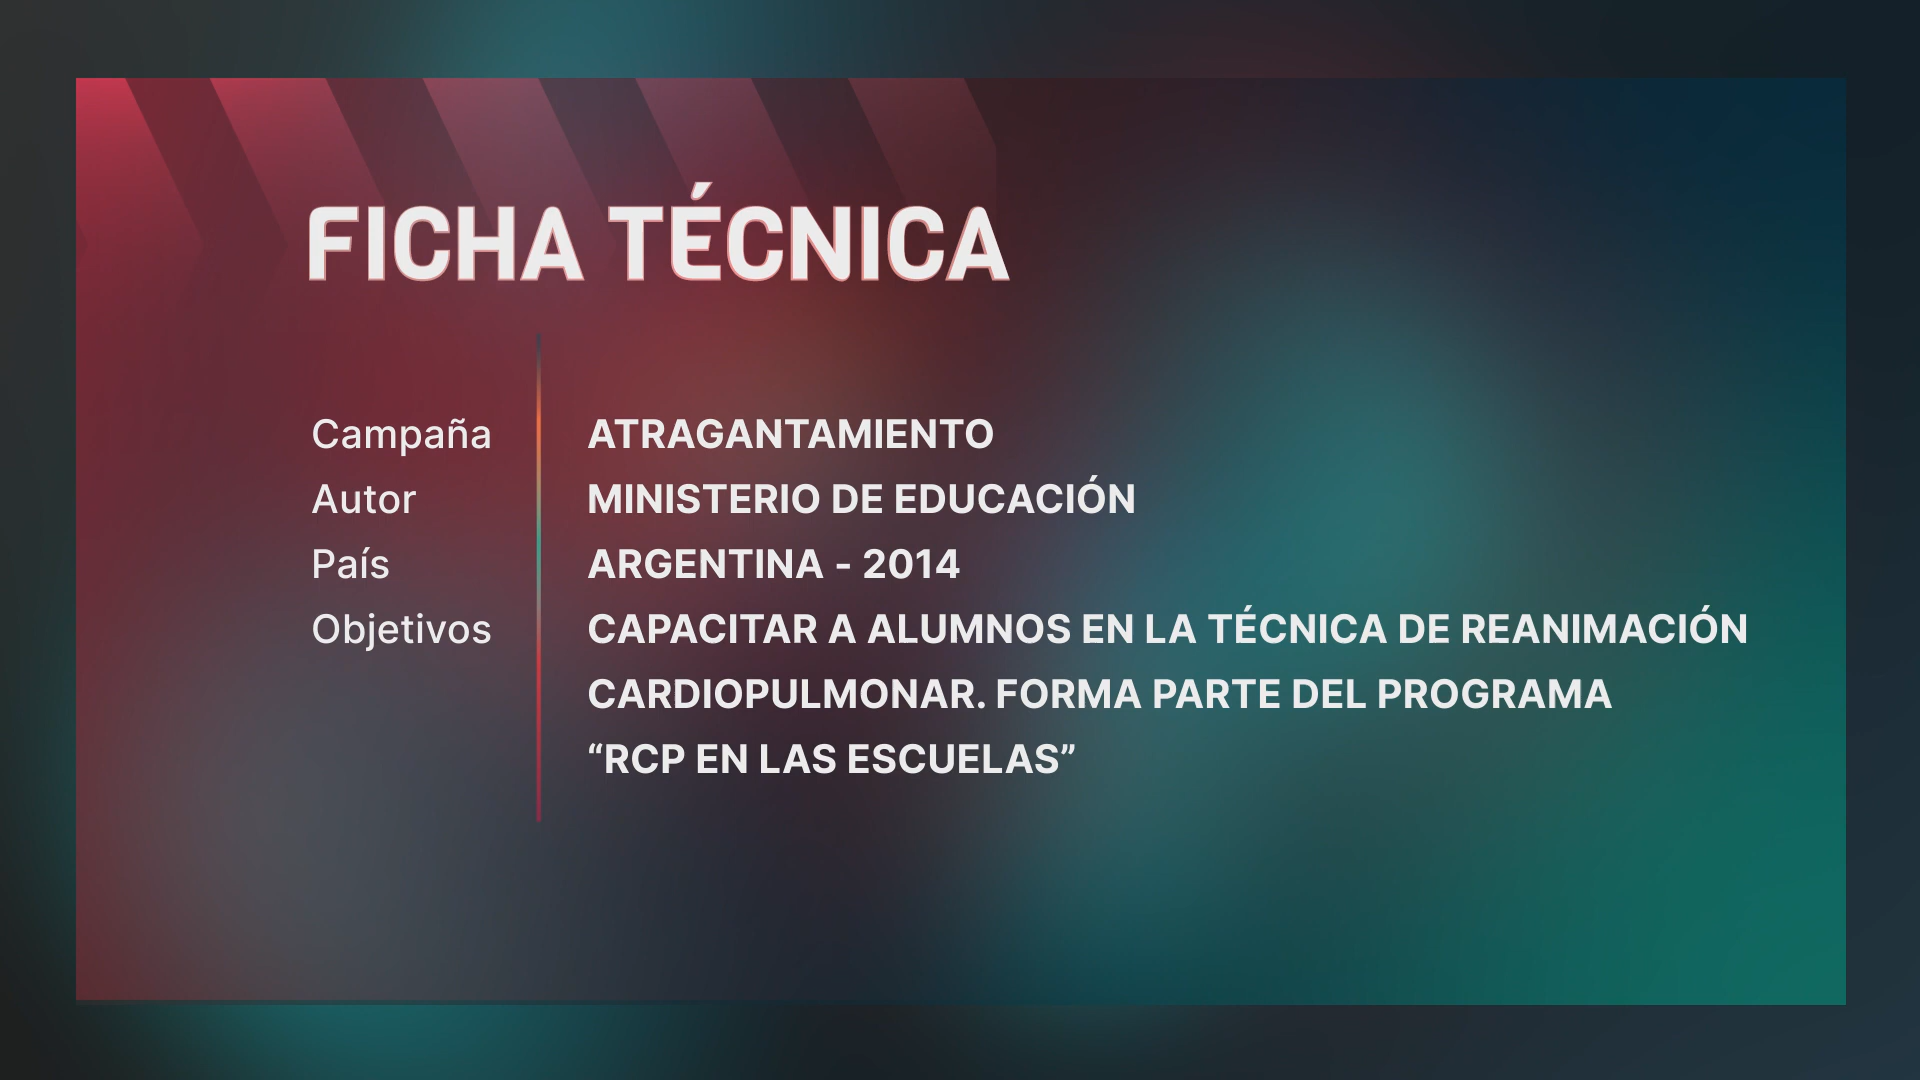 FICHA TÉCNICA
Campaña ATRAGANTAMIENTO
Autor MINISTERIO DE EDUCACIÓN
País ARGENTINA - 2014
Objetivos CAPACITAR A ALUMNOS EN LA TÉCNICA DE REANIMACIÓN
CARDIOPULMONAR. FORMA PARTE DEL PROGRAMA
“RCP EN LAS ESCUELAS”